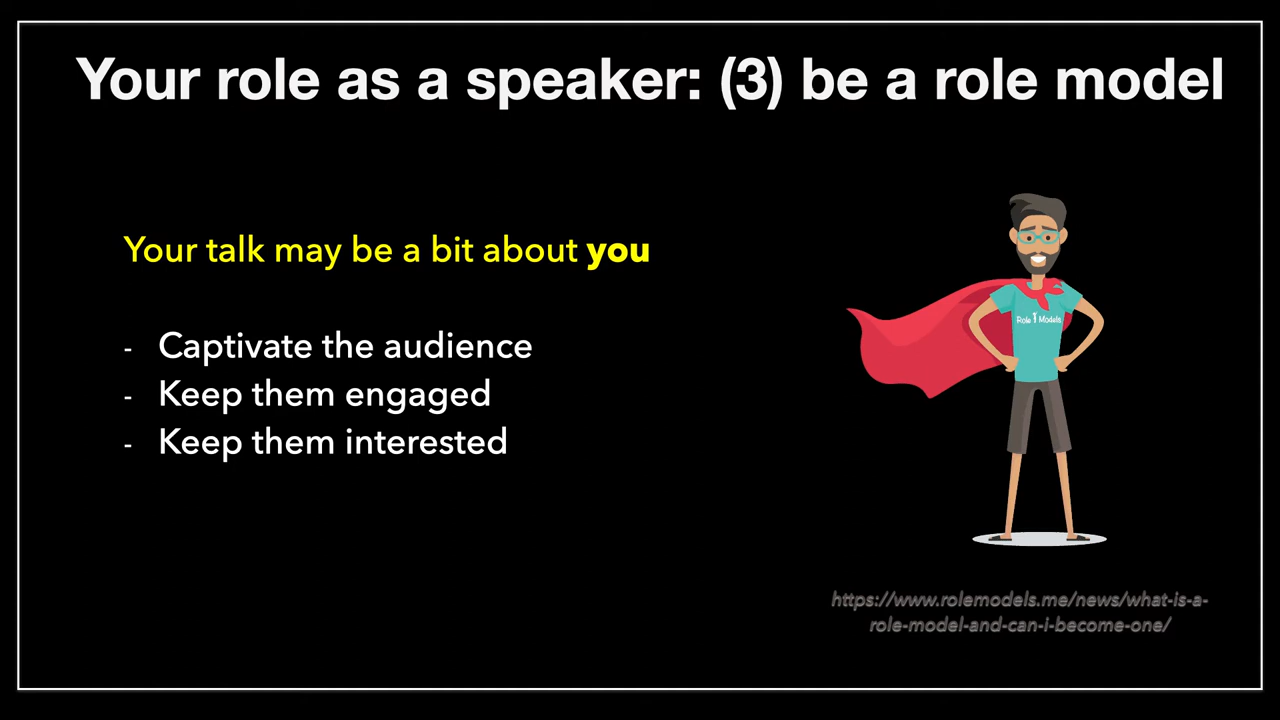 Your role as a speaker: (3) be a role model
Your talk may be a bit about you
- Captivate the audience
- Keep them engaged
- Keep them interested
Role Models
https://www.rolemodels.me/news/what-is-a-
role-model-and-can-i-become-one/